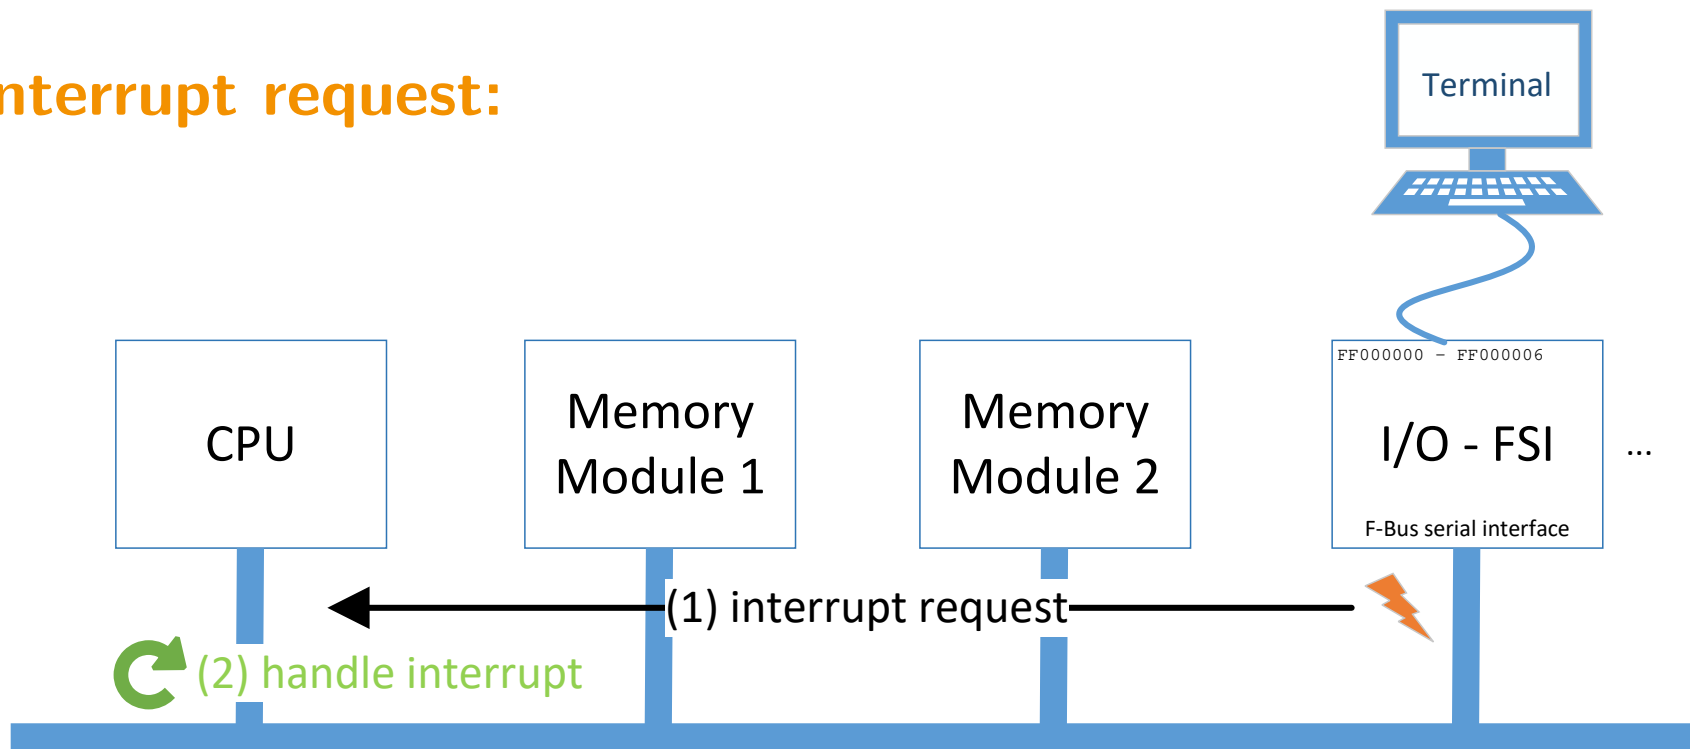 nterrupt request:
Terminal
FF000000 - FF000006
CPU
Memory
Module 1
Memory
Module 2
I/O - FSI
...
F-Bus serial interface
(1) interrupt request
(2) handle interrupt